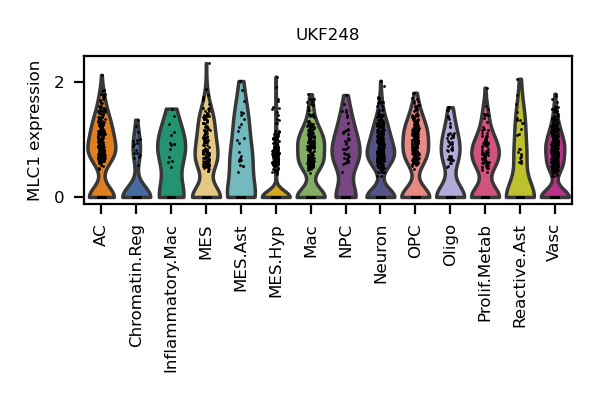 UKF248
MLC1 expression
2
0
AC
Chromatin.Reg
Inflammatory.Mac
MES
MES.Ast
MES.Hyp
Mac
NPC
Neuron
OPC
Oligo
Prolif.Metab
Reactive.Ast
Vasc